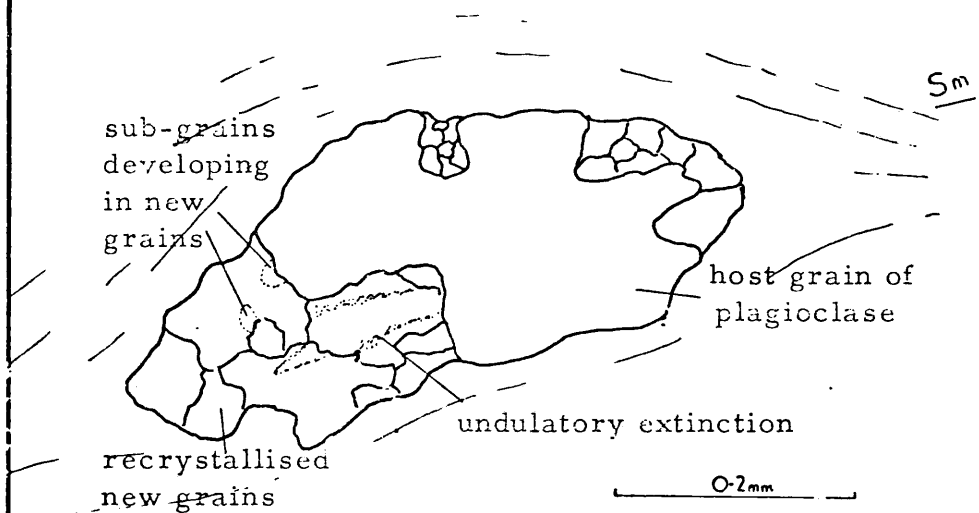 Sm
sub-grains
developing
in new
grains
host grain of
plagioclase
undulatory extinction
recrystallised
new grains
0.2mm